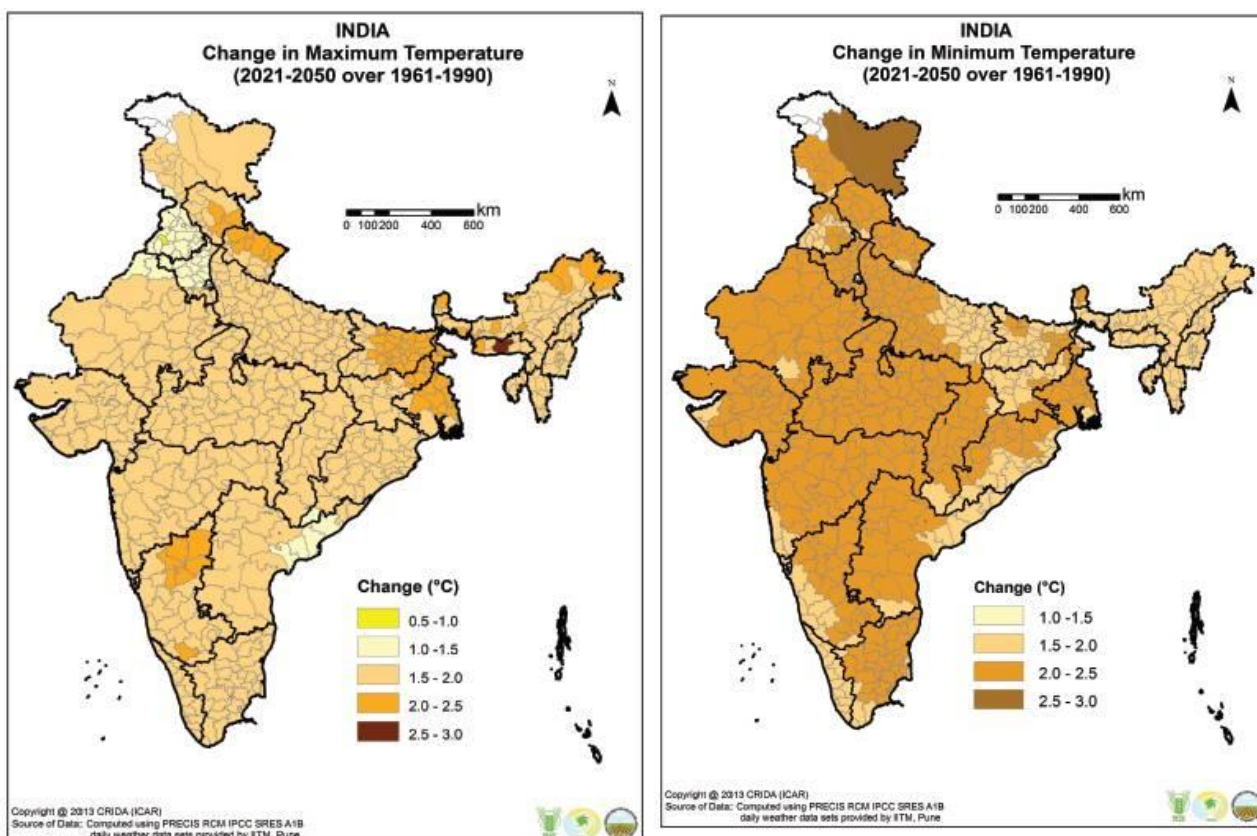 INDIA
Change in Maximum Temperature
(2021-2050 over 1961-1990)
N
km
0 100200 400 600
Change (°C)
0.5 -1.0
1.0 -1.5
1.5 - 2.0
2.0 - 2.5
2.5 - 3.0
Copyright @ 2013 CRIDA (ICAR)
Source of Data: Computed using PRECIS RCM IPCC SRES A1B
daily weather data sets provided by IITM, Pune
INDIA
Change in Minimum Temperature
(2021-2050 over 1961-1990)
N
km
0 100200 400 600
Change (°C)
1.0 -1.5
1.5 - 2.0
2.0 - 2.5
2.5 - 3.0
Copyright @ 2013 CRIDA (ICAR)
Source of Data: Computed using PRECIS RCM IPCC SRES A1B
daily weather data sets provided by IITM, Pune